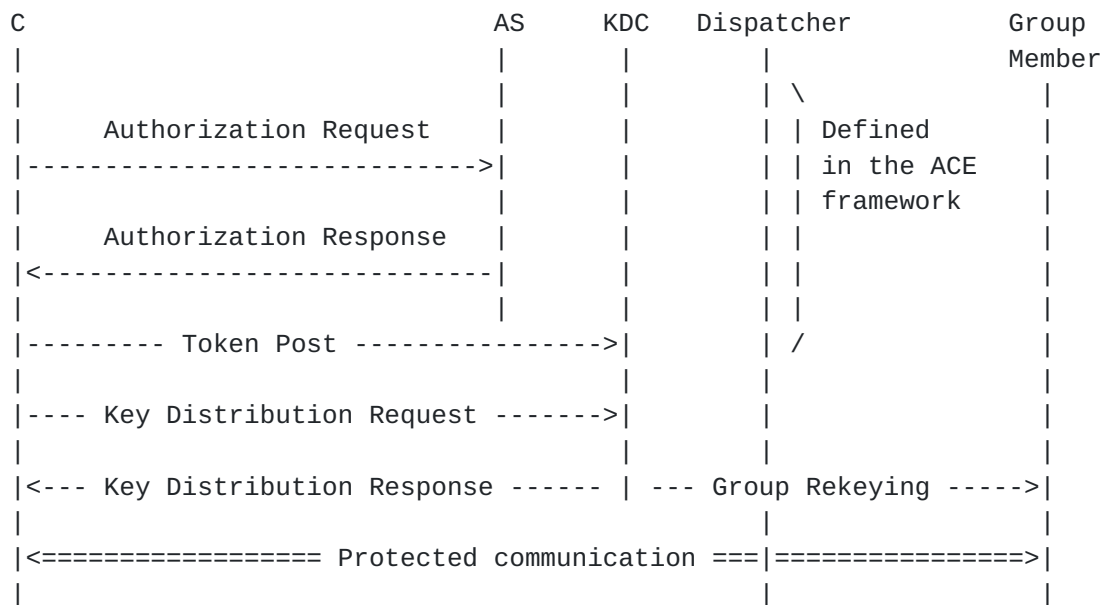 C AS KDC Dispatcher Group
Member
Authorization Request Defined
in the ACE
framework
Authorization Response
Token Post
Key Distribution Request
Key Distribution Response Group Rekeying
Protected communication